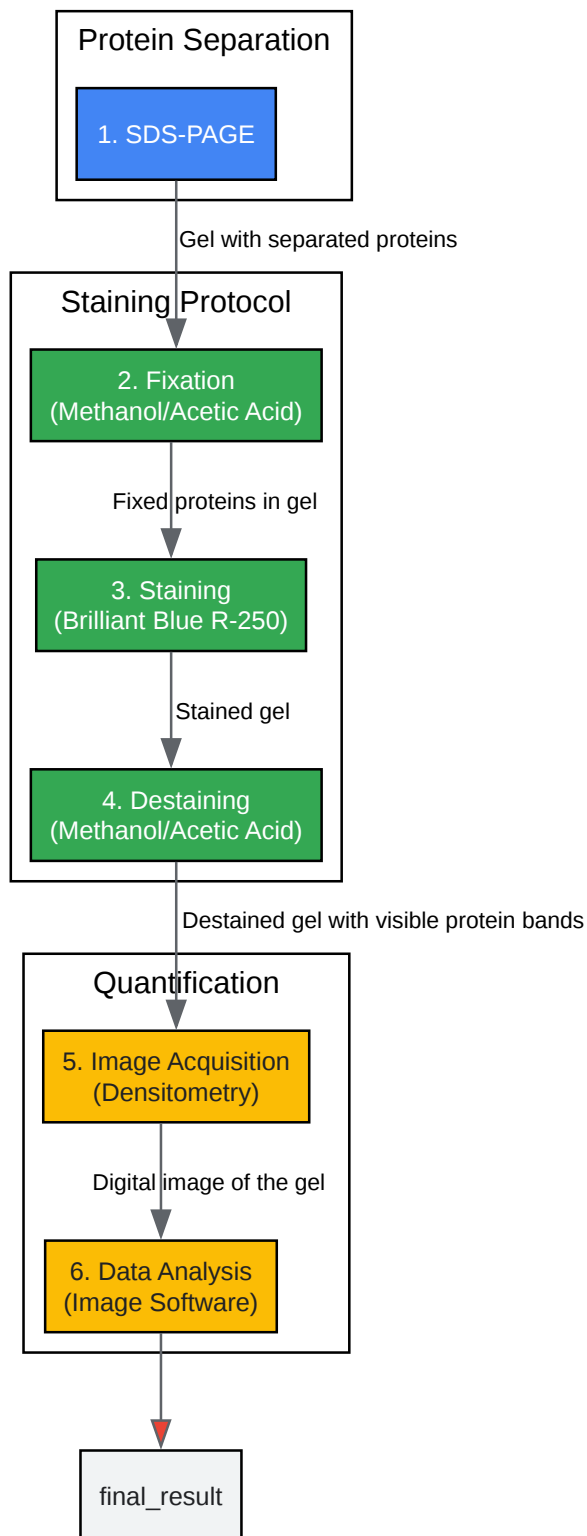 Protein Separation
1. SDS-PAGE
Gel with separated proteins
Staining Protocol
2. Fixation
(Methanol/Acetic Acid)
Fixed proteins in gel
3. Staining
(Brilliant Blue R-250)
Stained gel
4. Destaining
(Methanol/Acetic Acid)
Destained gel with visible protein bands
Quantification
5. Image Acquisition
(Densitometry)
Digital image of the gel
6. Data Analysis
(Image Software)
final_result